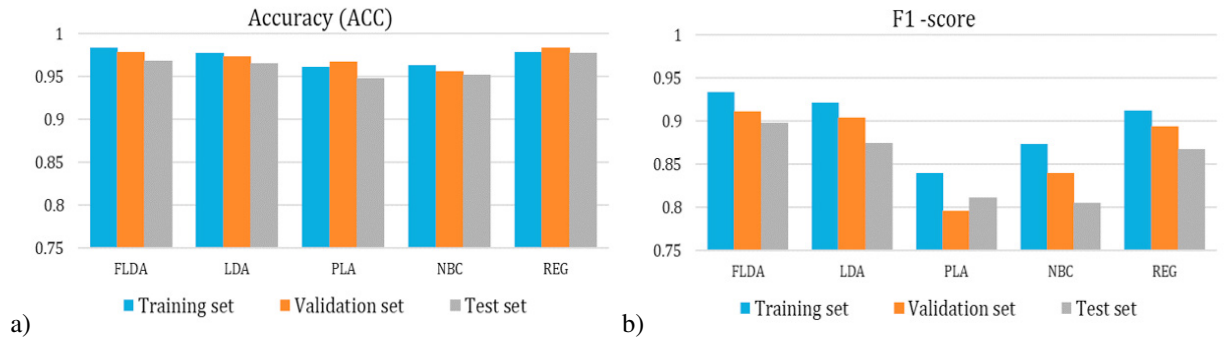 Accuracy (ACC)
1
0.95
0.9
0.85
0.8
0.75
FLDA LDA PLA NBC REG
Training set Validation set Test set
a)
F1 -score
1
0.95
0.9
0.85
0.8
0.75
FLDA LDA PLA NBC REG
Training set Validation set Test set
b)